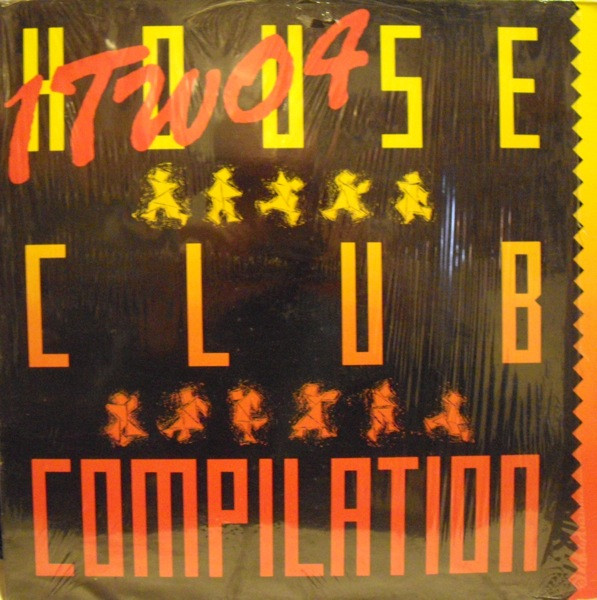 HOUSE
1TWO4
CLUB
COMPILATION